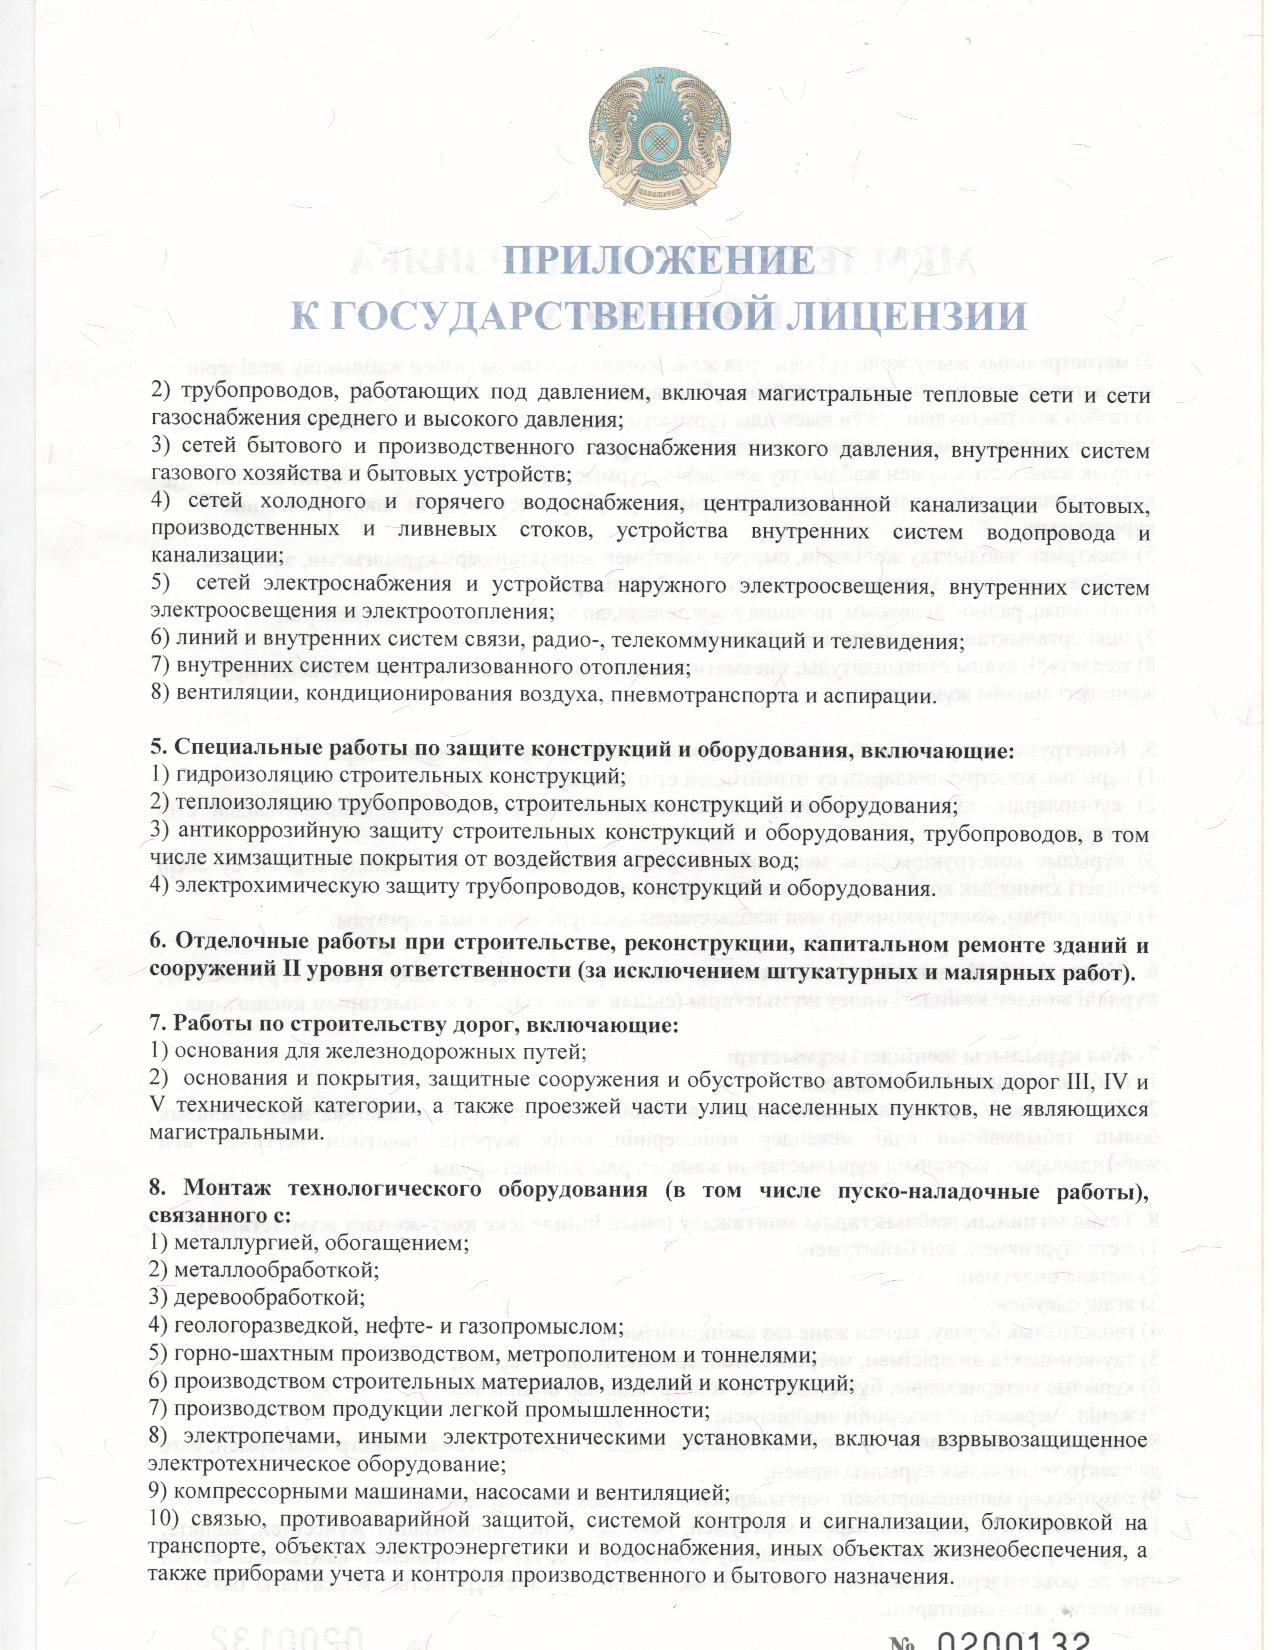 ПРИЛОЖЕНИЕ
К ГОСУДАРСТВЕННОЙ ЛИЦЕНЗИИ
2) трубопроводов, работающих под давлением, включая магистральные тепловые сети и сети
газоснабжения среднего и высокого давления;
3) сетей бытового и производственного газоснабжения низкого давления, внутренних систем
газового хозяйства и бытовых устройств;
4) сетей холодного и горячего водоснабжения, централизованной канализации бытовых,
производственных и ливневых стоков, устройства внутренних систем водопровода и
канализации;
5) сетей электроснабжения и устройства наружного электроосвещения, внутренних систем
электроосвещения и электроотопления;
6) линий и внутренних систем связи, радио-, телекоммуникаций и телевидения;
7) внутренних систем централизованного отопления;
8) вентиляции, кондиционирования воздуха, пневмотранспорта и аспирации.
5. Специальные работы по защите конструкций и оборудования, включающие:
1) гидроизоляцию строительных конструкций;
2) теплоизоляцию трубопроводов, строительных конструкций и оборудования;
3) антикоррозийную защиту строительных конструкций и оборудования, трубопроводов, в том
числе химзащитные покрытия от воздействия агрессивных вод;
4) электрохимическую защиту трубопроводов, конструкций и оборудования.
6. Отделочные работы при строительстве, реконструкции, капитальном ремонте зданий и
сооружений II уровня ответственности (за исключением штукатурных и малярных работ).
7. Работы по строительству дорог, включающие:
1) основания для железнодорожных путей;
2) основания и покрытия, защитные сооружения и обустройство автомобильных дорог III, IV и
V технической категории, а также проезжей части улиц населенных пунктов, не являющихся
магистральными.
8. Монтаж технологического оборудования (в том числе пуско-наладочные работы),
связанного с:
1) металлургией, обогащением;
2) металлообработкой;
3) деревообработкой;
4) геологоразведкой, нефте- и газопромыслом;
5) горно-шахтным производством, метрополитеном и тоннелями;
6) производством строительных материалов, изделий и конструкций;
7) производством продукции легкой промышленности;
8) электропечами, иными электротехническими установками, включая взрвывозащищенное
электротехническое оборудование;
9) компрессорными машинами, насосами и вентиляцией;
10) связью, противоаварийной защитой, системой контроля и сигнализации, блокировкой на
транспорте, объектах электроэнергетики и водоснабжения, иных объектах жизнеобеспечения, а
также приборами учета и контроля производственного и бытового назначения.
№ 0200132